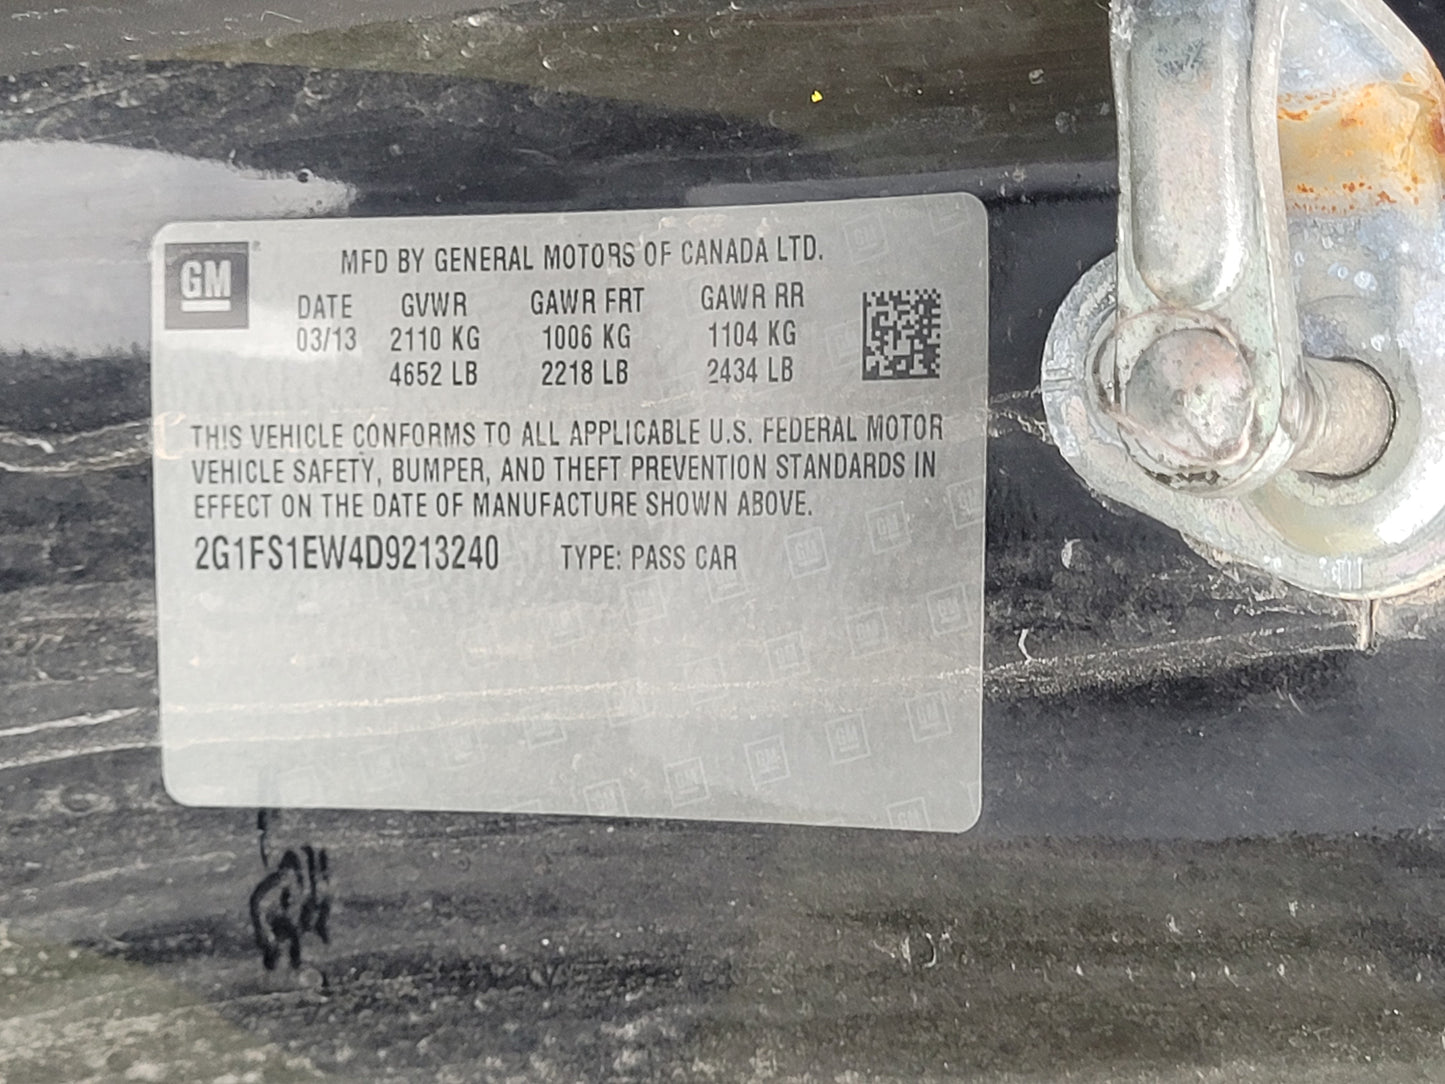 GM ®
MFD BY GENERAL MOTORS OF CANADA LTD.
DATE GVWR GAWR FRT GAWR RR
03/13 2110 KG 1006 KG 1104 KG
4652 LB 2218 LB 2434 LB
THIS VEHICLE CONFORMS TO ALL APPLICABLE U.S. FEDERAL MOTOR
VEHICLE SAFETY, BUMPER, AND THEFT PREVENTION STANDARDS IN
EFFECT ON THE DATE OF MANUFACTURE SHOWN ABOVE.
2G1FS1EW4D9213240 TYPE: PASS CAR